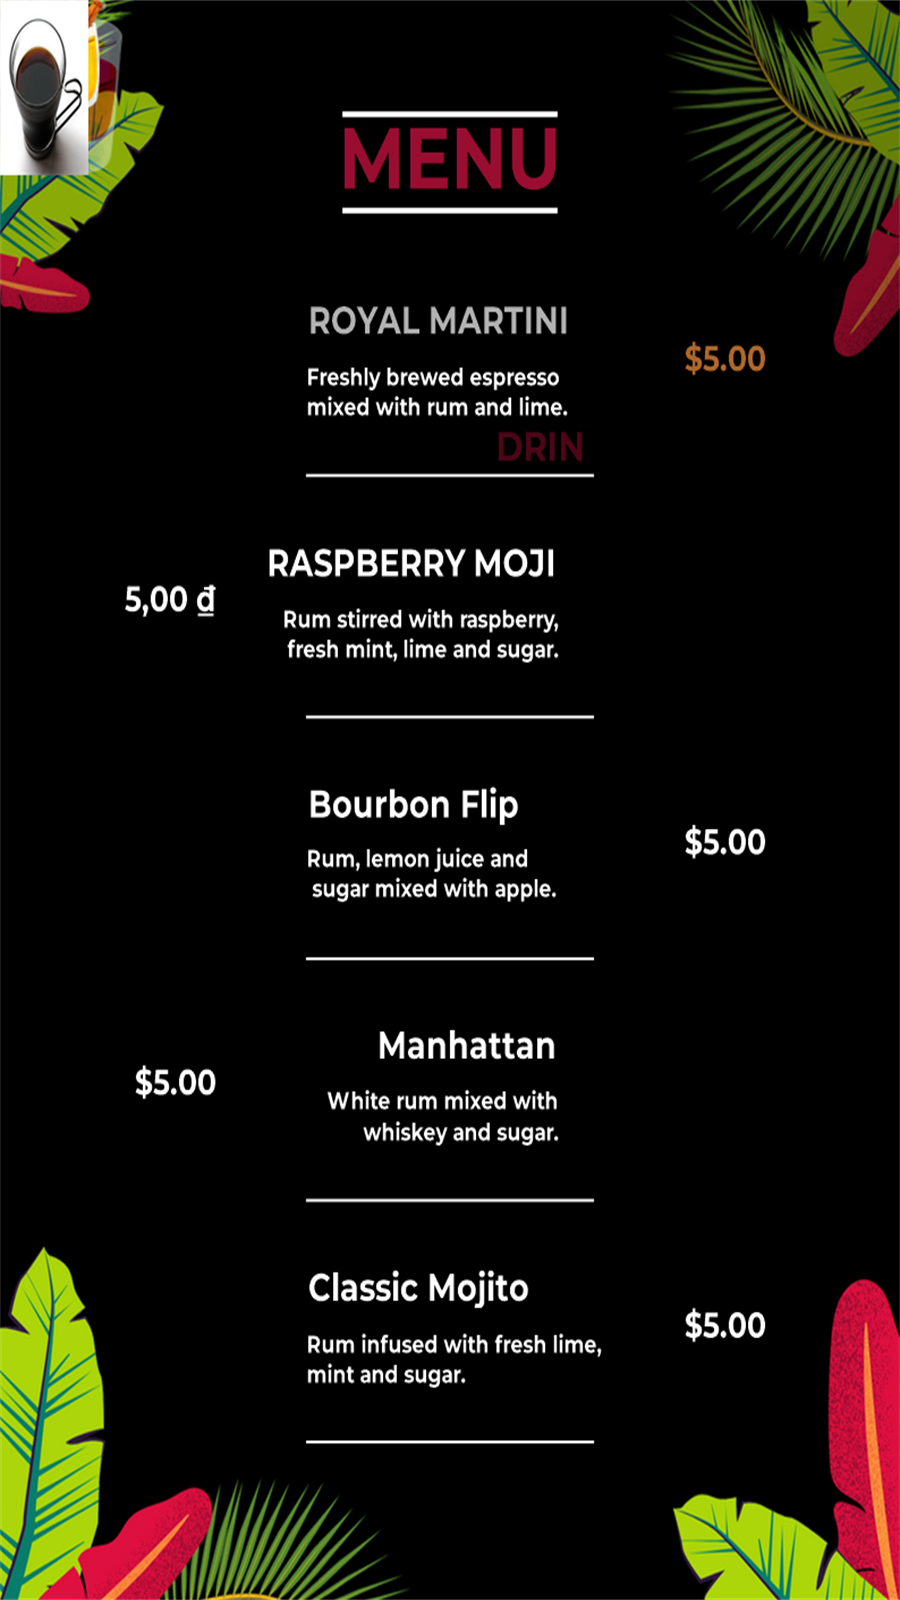 MENU
ROYAL MARTINI
$5.00
Freshly brewed espresso
mixed with rum and lime.
DRIN
RASPBERRY MOJI
5,00 ₫
Rum stirred with raspberry,
fresh mint, lime and sugar.
Bourbon Flip
$5.00
Rum, lemon juice and
sugar mixed with apple.
Manhattan
$5.00
White rum mixed with
whiskey and sugar.
Classic Mojito
$5.00
Rum infused with fresh lime,
mint and sugar.